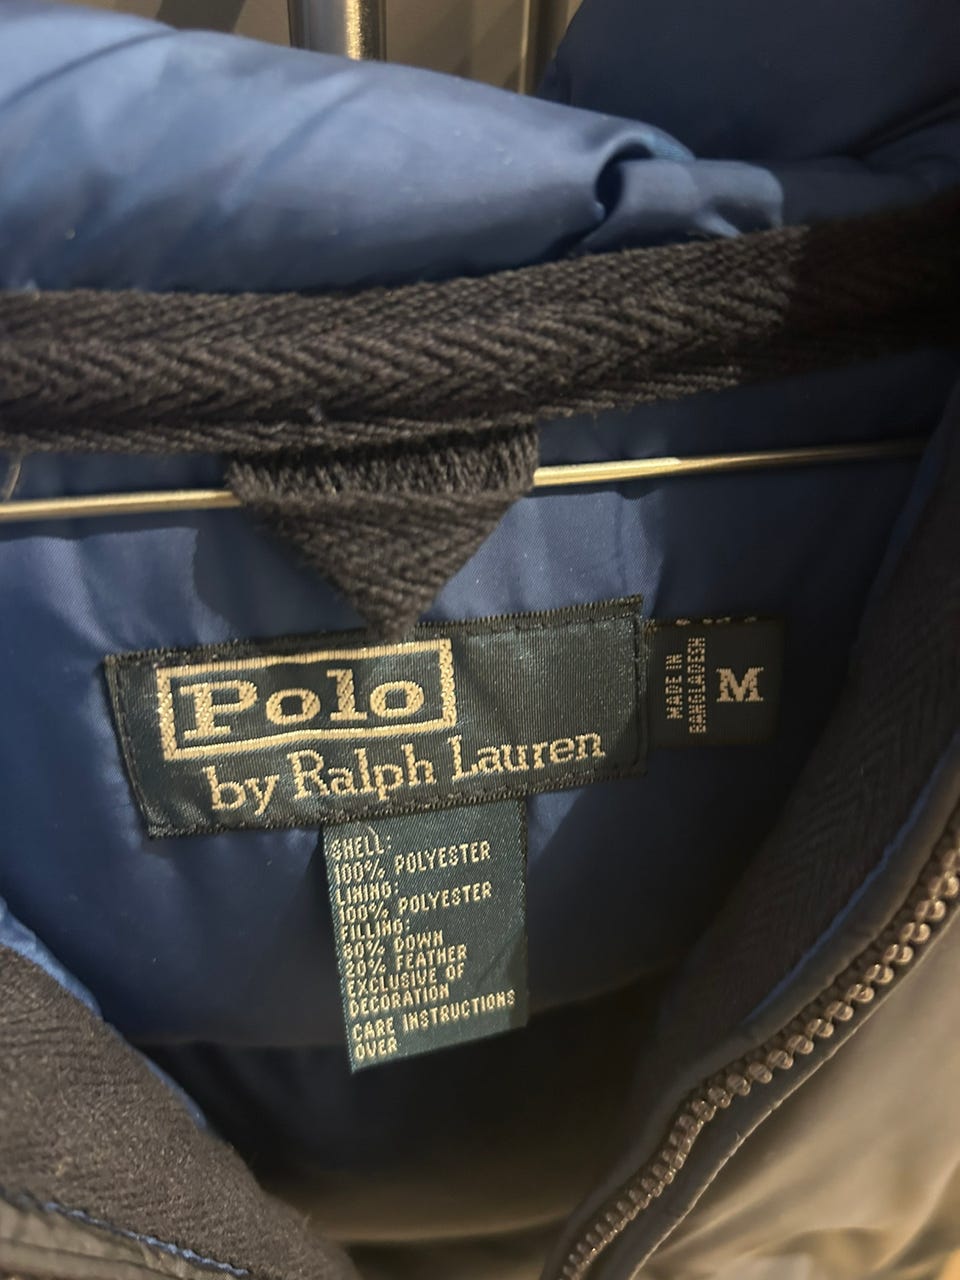 Polo
by Ralph Lauren
MADE IN
BANGLADESH
M
SHELL:
100% POLYESTER
LINING:
100% POLYESTER
FILLING:
80% DOWN
20% FEATHER
EXCLUSIVE OF
DECORATION
CARE INSTRUCTIONS
OVER